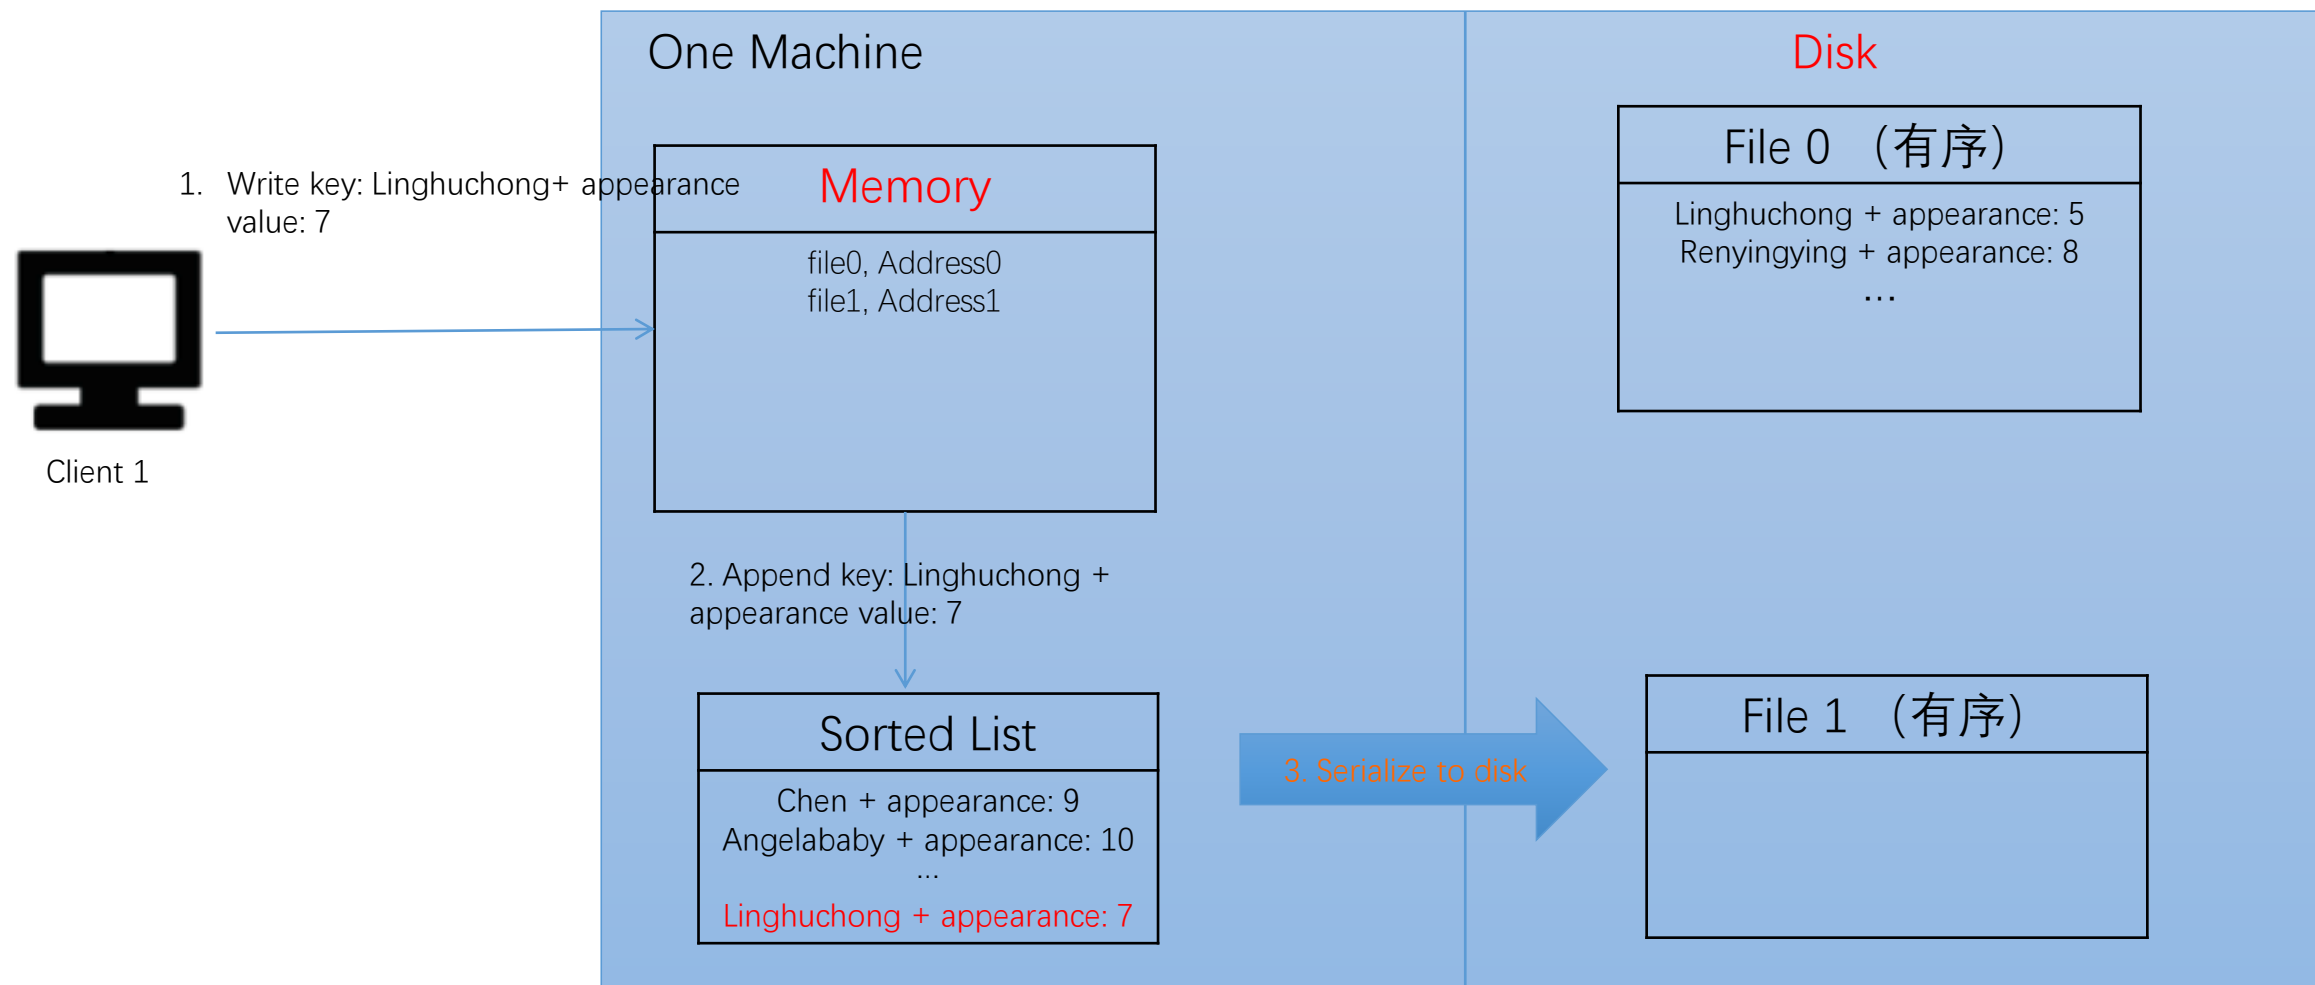 One Machine
Disk
1. Write key: Linghuchong+ appearance
value: 7
Client 1
Memory
file0, Address0
file1, Address1
File 0 （有序）
Linghuchong + appearance: 5
Renyingying + appearance: 8
...
2. Append key: Linghuchong +
appearance value: 7
Sorted List
Chen + appearance: 9
Angelababy + appearance: 10
...
Linghuchong + appearance: 7
3. Serialize to disk
File 1 （有序）